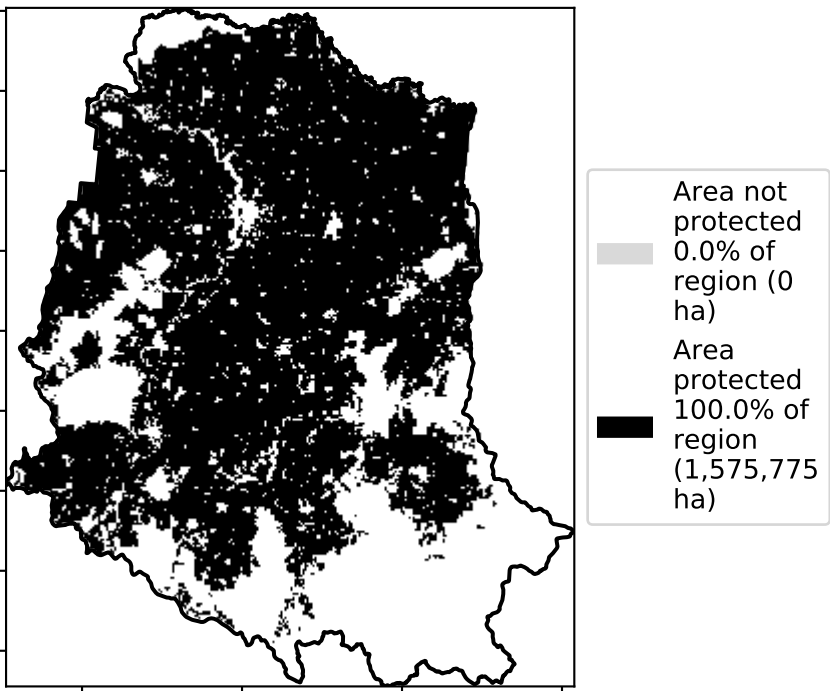 Area not
protected
0.0% of
region (0
ha)
Area
protected
100.0% of
region
(1,575,775
ha)